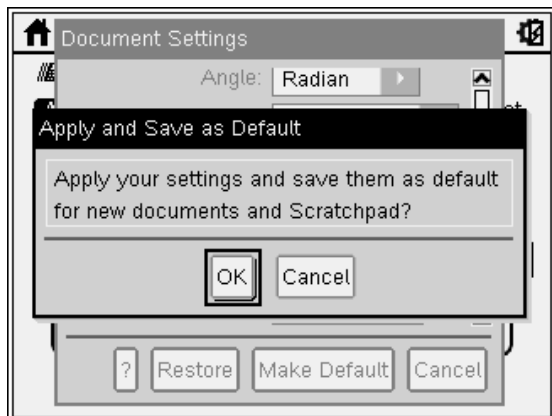 Document Settings
Angle: Radian
Apply and Save as Default
Apply your settings and save them as default
for new documents and Scratchpad?
OK Cancel
? Restore Make Default Cancel